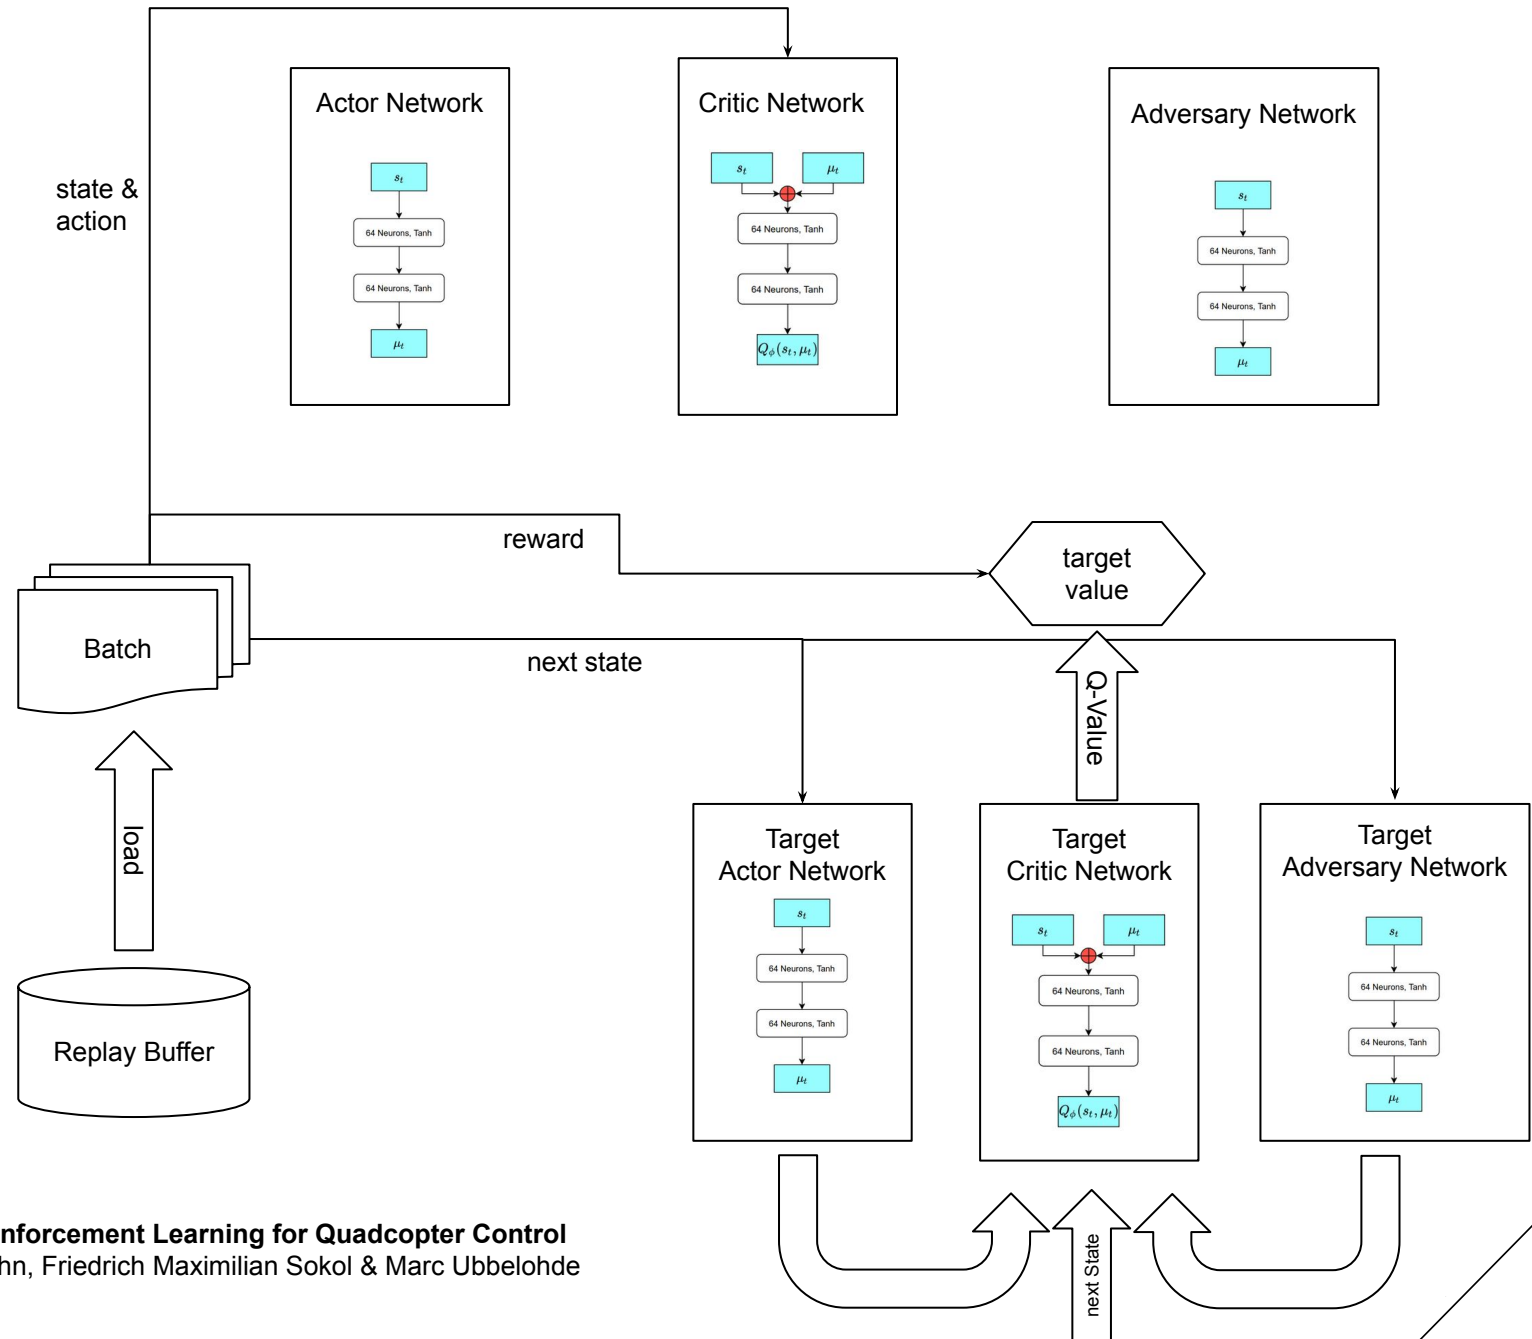 Actor Network
s_t
64 Neurons, Tanh
64 Neurons, Tanh
μ_t
Critic Network
s_t μ_t
64 Neurons, Tanh
64 Neurons, Tanh
Q_ϕ(s_t, μ_t)
Adversary Network
s_t
64 Neurons, Tanh
64 Neurons, Tanh
μ_t
state &
action
reward
target
value
Batch
next state
Q-Value
load
Replay Buffer
Target
Actor Network
s_t
64 Neurons, Tanh
64 Neurons, Tanh
μ_t
Target
Critic Network
s_t μ_t
64 Neurons, Tanh
64 Neurons, Tanh
Q_ϕ(s_t, μ_t)
Target
Adversary Network
s_t
64 Neurons, Tanh
64 Neurons, Tanh
μ_t
next State
nforcement Learning for Quadcopter Control
hn, Friedrich Maximilian Sokol & Marc Ubbelohde